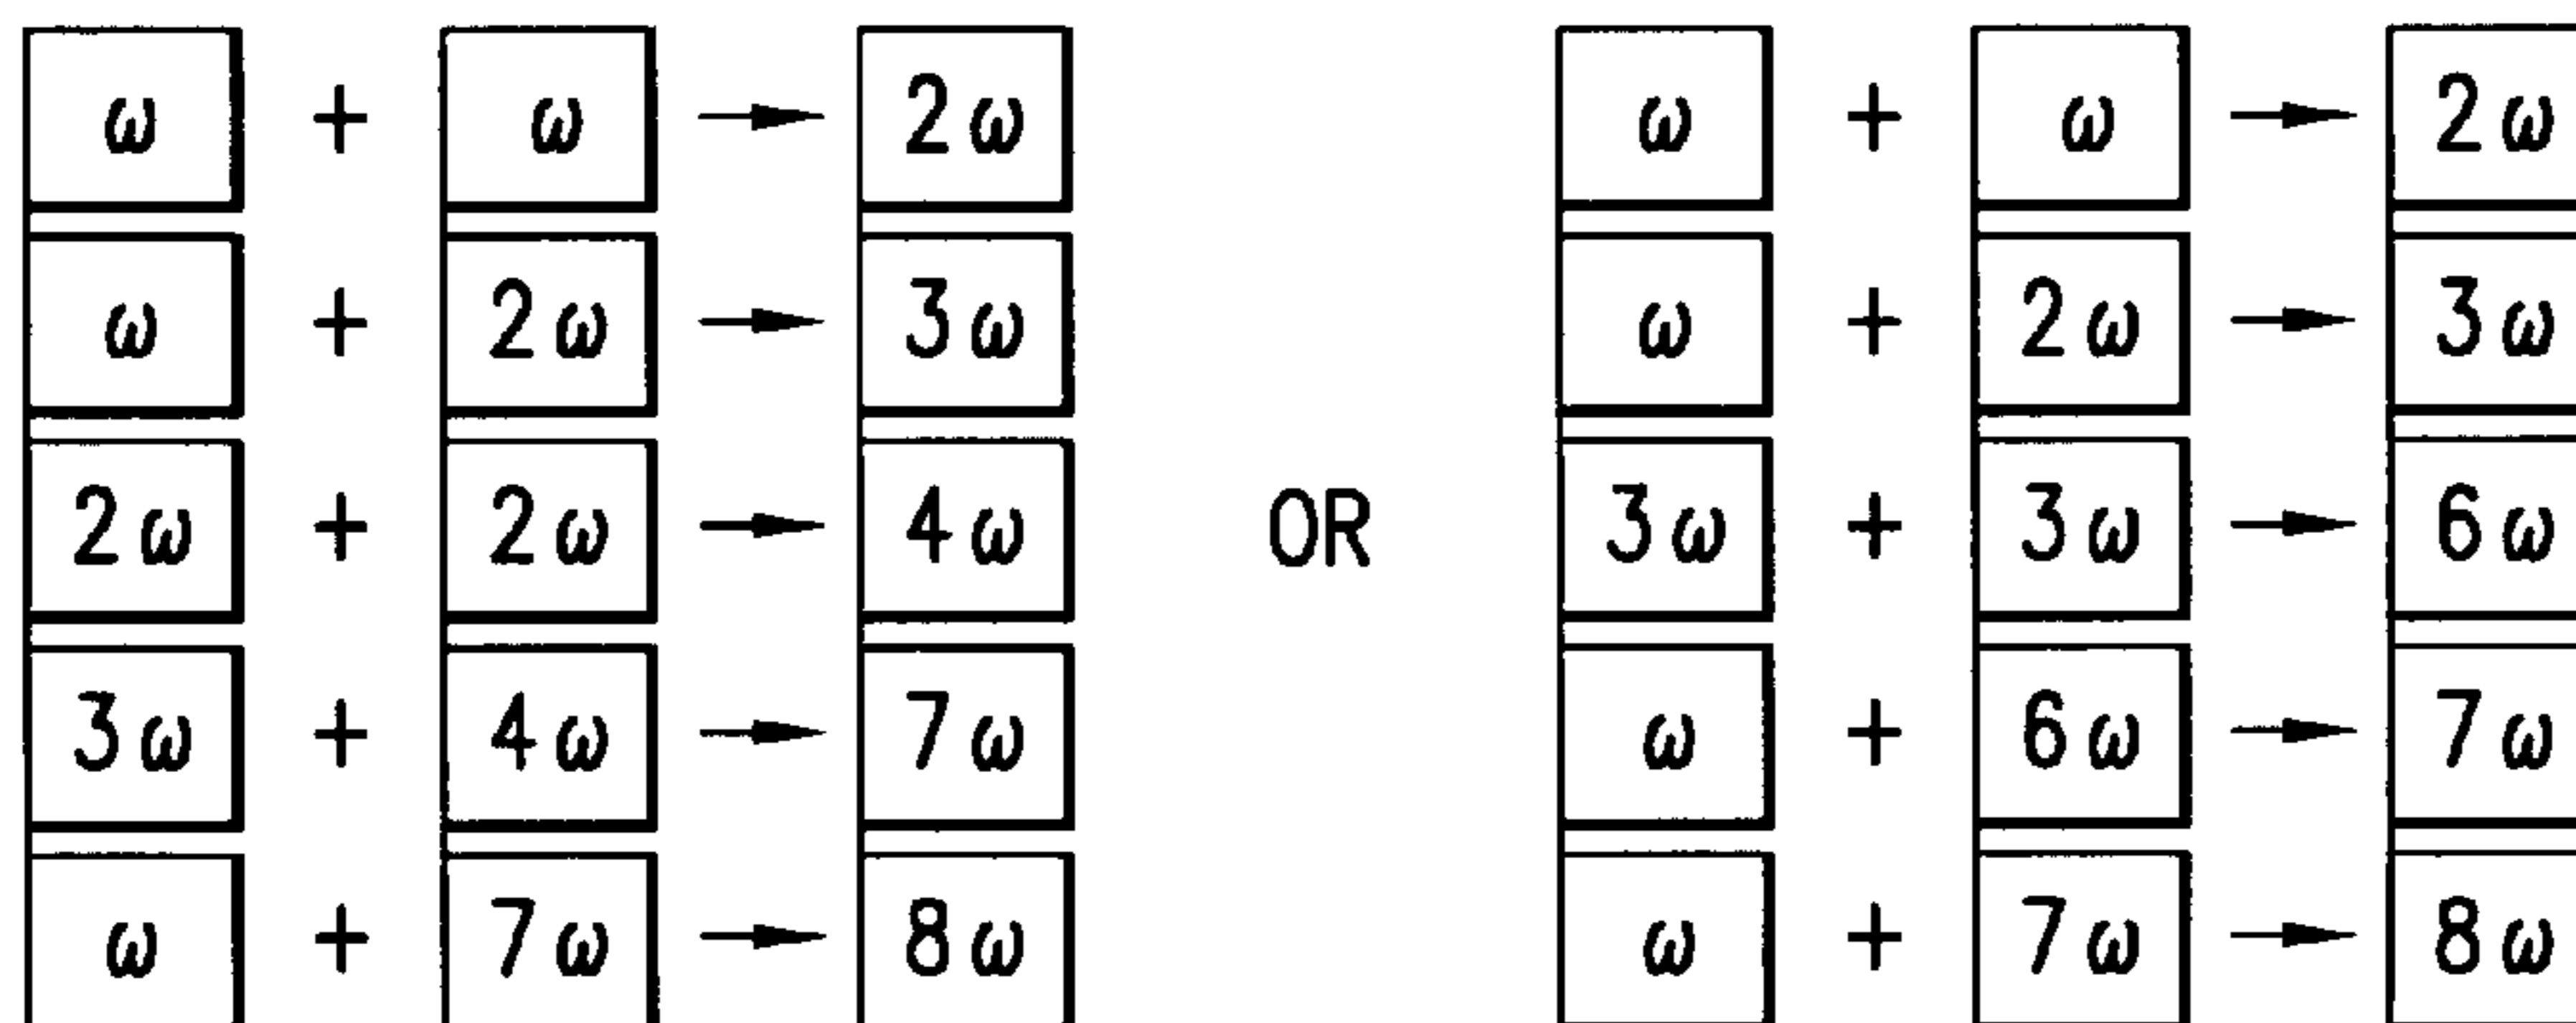 ω + ω → 2ω ω + ω → 2ω
ω + 2ω → 3ω ω + 2ω → 3ω
2ω + 2ω → 4ω OR 3ω + 3ω → 6ω
3ω + 4ω → 7ω ω + 6ω → 7ω
ω + 7ω → 8ω ω + 7ω → 8ω